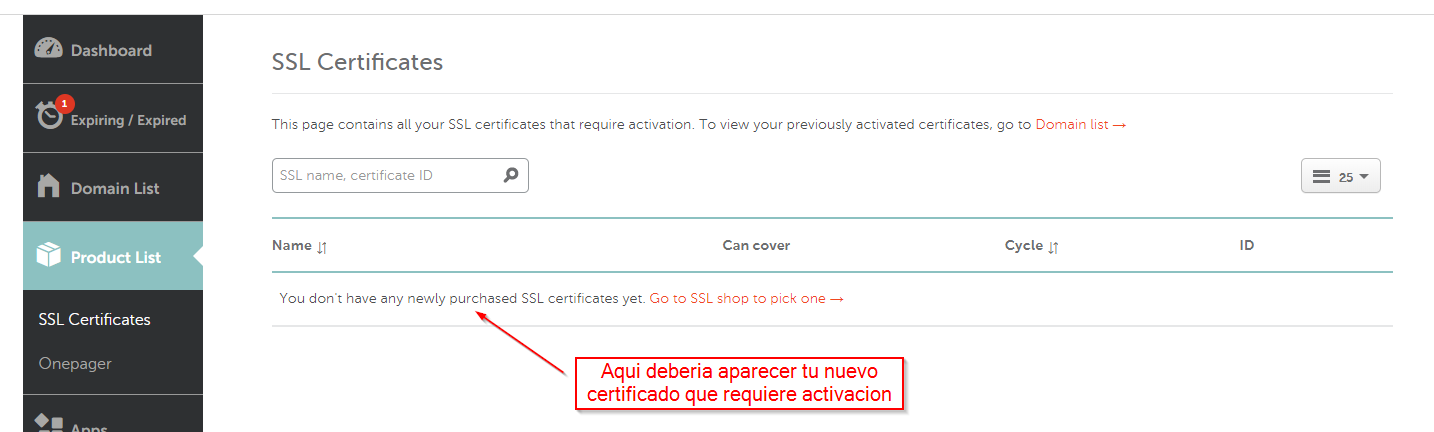 Dashboard
1
Expiring / Expired
Domain List
Product List
SSL Certificates
Onepager
Apps
SSL Certificates
This page contains all your SSL certificates that require activation. To view your previously activated certificates, go to Domain list →
SSL name, certificate ID
25
Name Can cover Cycle ID
You don't have any newly purchased SSL certificates yet. Go to SSL shop to pick one →
Aqui deberia aparecer tu nuevo
certificado que requiere activacion